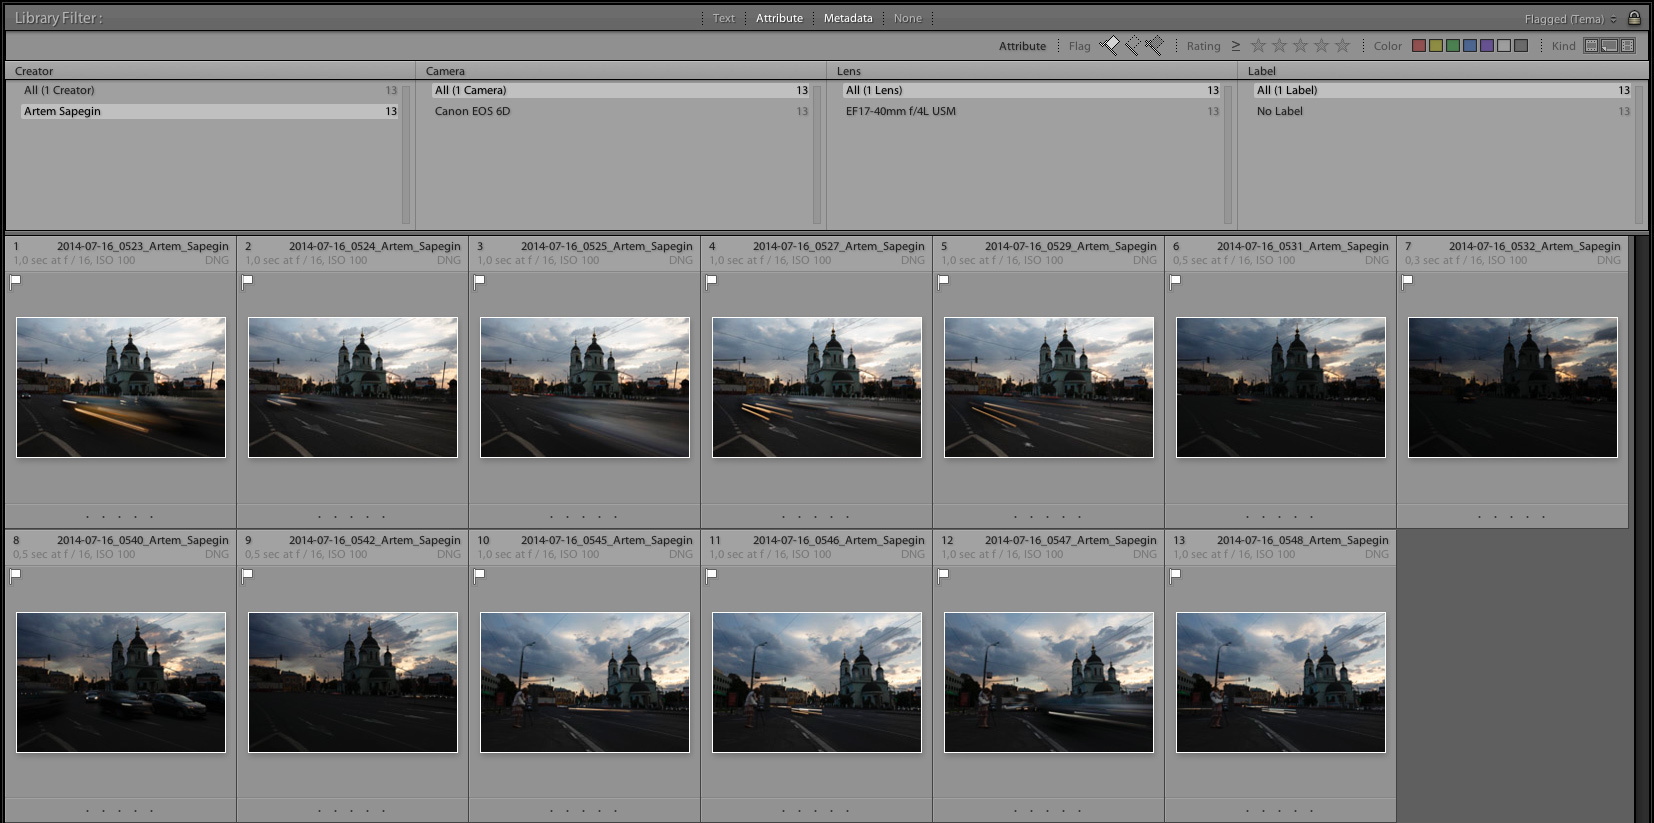 Library Filter :
Text Attribute Metadata None
Flagged (Tema)
Attribute Flag Rating ≥ Color Kind
Creator Camera Lens Label
All (1 Creator) 13 All (1 Camera) 13 All (1 Lens) 13 All (1 Label) 13
Artem Sapegin 13 Canon EOS 6D 13 EF17-40mm f/4L USM 13 No Label 13
1 2014-07-16_0523_Artem_Sapegin 2 2014-07-16_0524_Artem_Sapegin 3 2014-07-16_0525_Artem_Sapegin 4 2014-07-16_0527_Artem_Sapegin 5 2014-07-16_0529_Artem_Sapegin 6 2014-07-16_0531_Artem_Sapegin 7 2014-07-16_0532_Artem_Sapegin
1,0 sec at f / 16, ISO 100 DNG 1,0 sec at f / 16, ISO 100 DNG 1,0 sec at f / 16, ISO 100 DNG 1,0 sec at f / 16, ISO 100 DNG 1,0 sec at f / 16, ISO 100 DNG 0,5 sec at f / 16, ISO 100 DNG 0,3 sec at f / 16, ISO 100 DNG
8 2014-07-16_0540_Artem_Sapegin 9 2014-07-16_0542_Artem_Sapegin 10 2014-07-16_0545_Artem_Sapegin 11 2014-07-16_0546_Artem_Sapegin 12 2014-07-16_0547_Artem_Sapegin 13 2014-07-16_0548_Artem_Sapegin
0,5 sec at f / 16, ISO 100 DNG 0,5 sec at f / 16, ISO 100 DNG 1,0 sec at f / 16, ISO 100 DNG 1,0 sec at f / 16, ISO 100 DNG 1,0 sec at f / 16, ISO 100 DNG 1,0 sec at f / 16, ISO 100 DNG